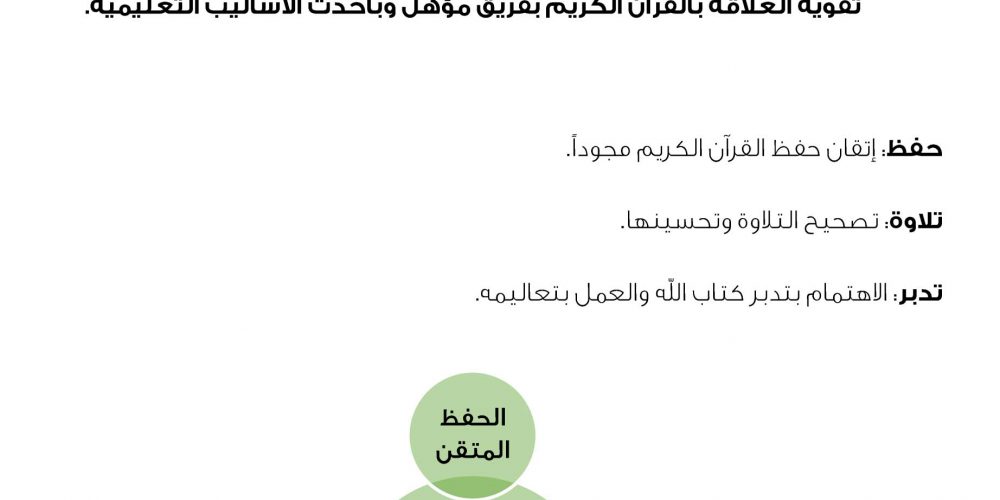 تقوية العلاقة بالقرآن الكريم بفريق مؤهل وبأحدث الأساليب التعليمية.
حفظ: إتقان حفظ القرآن الكريم مجوداً.
تلاوة: تصحيح التلاوة وتحسينها.
تدبر: الاهتمام بتدبر كتاب الله والعمل بتعاليمه.
الحفظ
المتقن